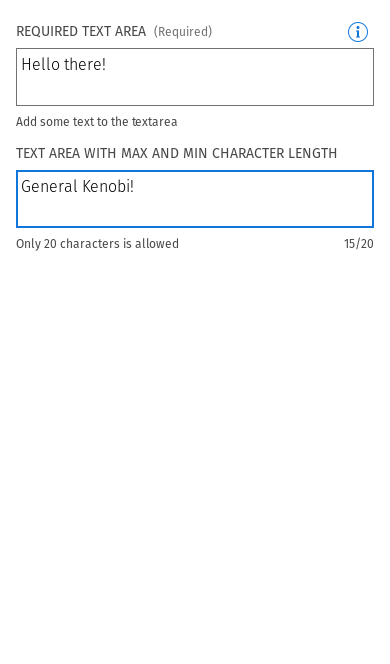 REQUIRED TEXT AREA (Required)
Hello there!
Add some text to the textarea
TEXT AREA WITH MAX AND MIN CHARACTER LENGTH
General Kenobi!
Only 20 characters is allowed 15/20